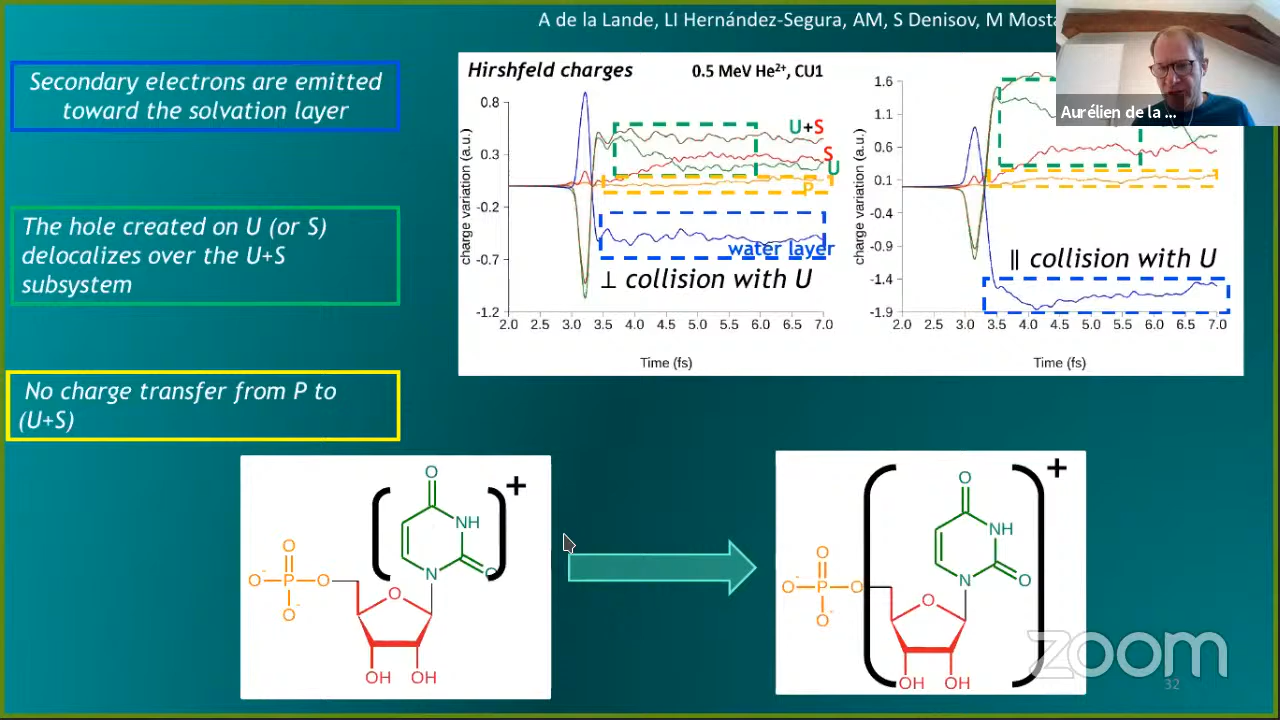 A de la Lande, LI Hernández-Segura, AM, S Denisov, M Mosta
Secondary electrons are emitted
toward the solvation layer
The hole created on U (or S)
delocalizes over the U+S
subsystem
No charge transfer from P to
(U+S)
Hirshfeld charges
0.5 MeV He²⁺, CU1
charge variation (a.u.)
0.8
0.3
-0.2
-0.7
-1.2
2.0 2.5 3.0 3.5 4.0 4.5 5.0 5.5 6.0 6.5 7.0
Time (fs)
U+S
S
U
P
water layer
⊥ collision with U
charge variation (a.u.)
1.6
1.1
0.6
0.1
-0.4
-0.9
-1.4
-1.9
2.0 2.5 3.0 3.5 4.0 4.5 5.0 5.5 6.0 6.5 7.0
Time (fs)
∥ collision with U
Aurélien de la ...
O
+
NH
O
N
O
O⁻ P O
O⁻
O
OH OH
O
+
NH
O
N
O
O⁻ P O
O⁻
O
OH OH
zoom
32